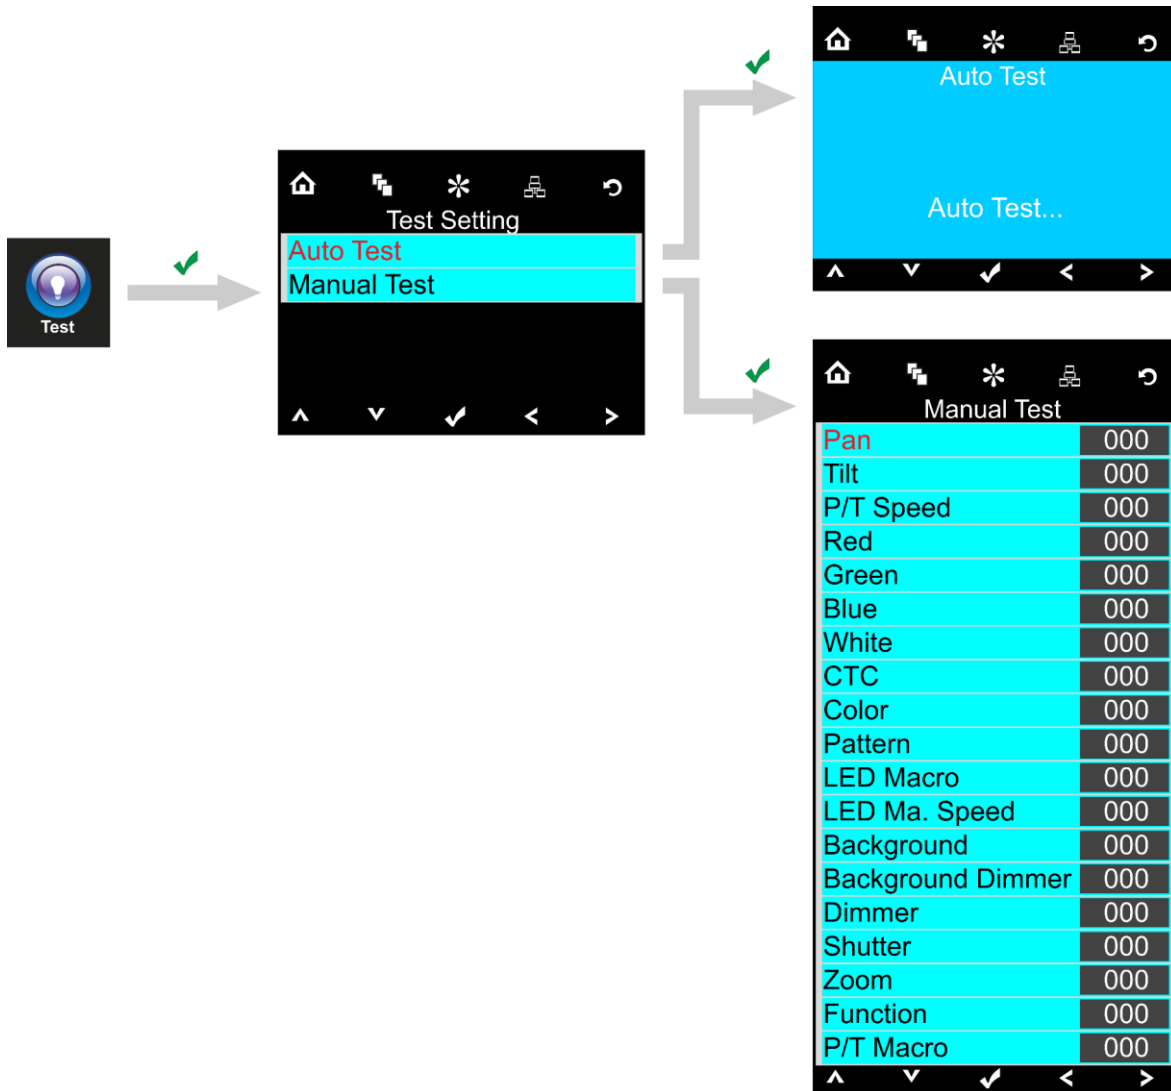 Test
Test Setting
Auto Test
Manual Test
Auto Test
Auto Test...
Manual Test
Pan 000
Tilt 000
P/T Speed 000
Red 000
Green 000
Blue 000
White 000
CTC 000
Color 000
Pattern 000
LED Macro 000
LED Ma. Speed 000
Background 000
Background Dimmer 000
Dimmer 000
Shutter 000
Zoom 000
Function 000
P/T Macro 000